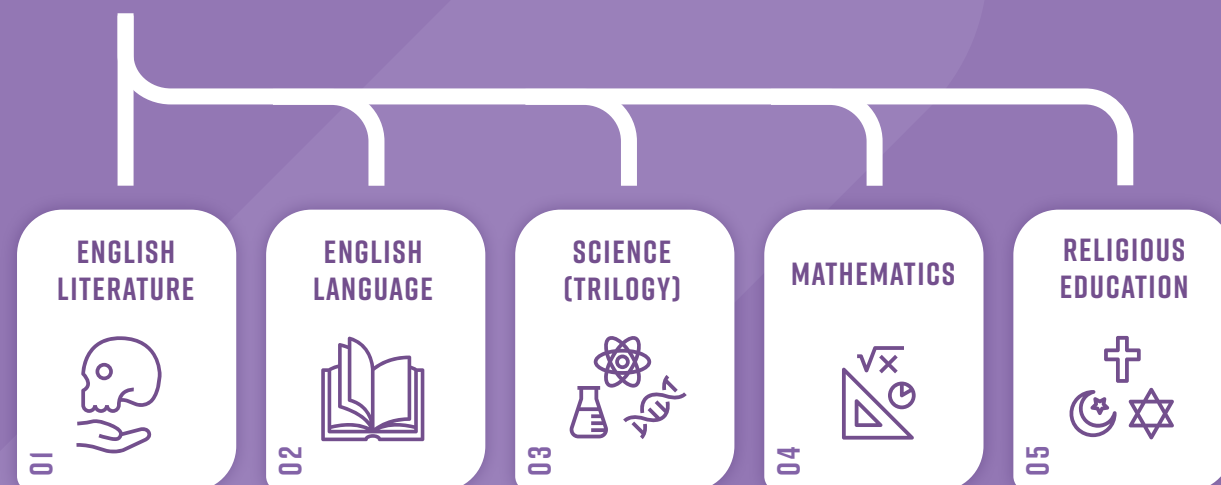 ENGLISH
LITERATURE
01
ENGLISH
LANGUAGE
02
SCIENCE
(TRILOGY)
03
MATHEMATICS
√x
04
RELIGIOUS
EDUCATION
05